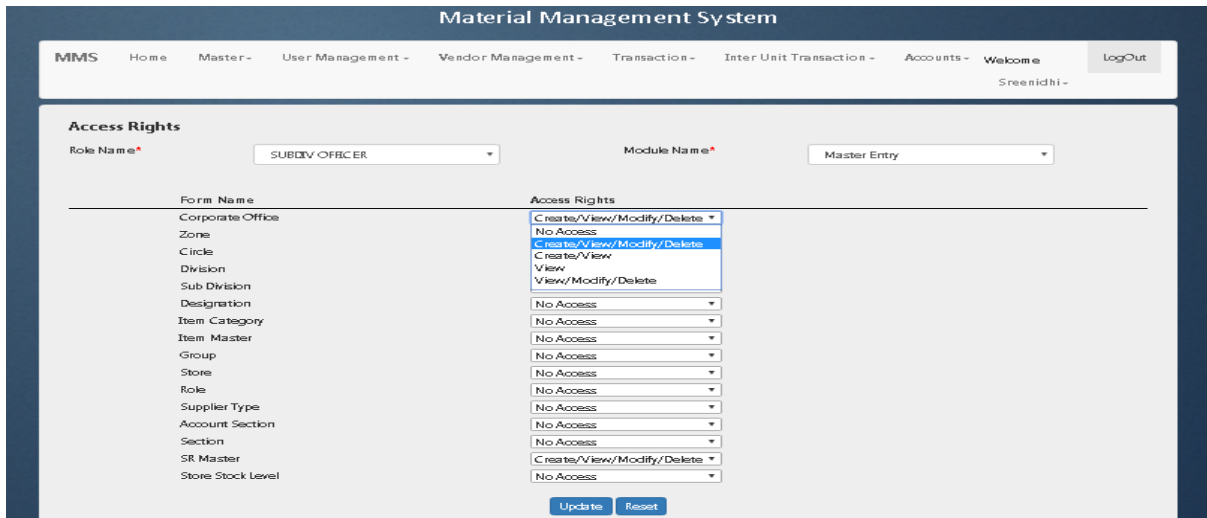 Material Management System
MMS Home Master User Management Vendor Management Transaction Inter Unit Transaction Accounts Welcome LogOut
Sreenidhi
Access Rights
Role Name* SUBDIV OFFICER Module Name* Master Entry
Form Name Access Rights
Corporate Office Create/View/Modify/Delete
Zone No Access
Create/View/Modify/Delete
Circle Create/View
Division View
Sub Division View/Modify/Delete
Designation No Access
Item Category No Access
Item Master No Access
Group No Access
Store No Access
Role No Access
Supplier Type No Access
Account Section No Access
Section No Access
SR Master Create/View/Modify/Delete
Store Stock Level No Access
Update Reset